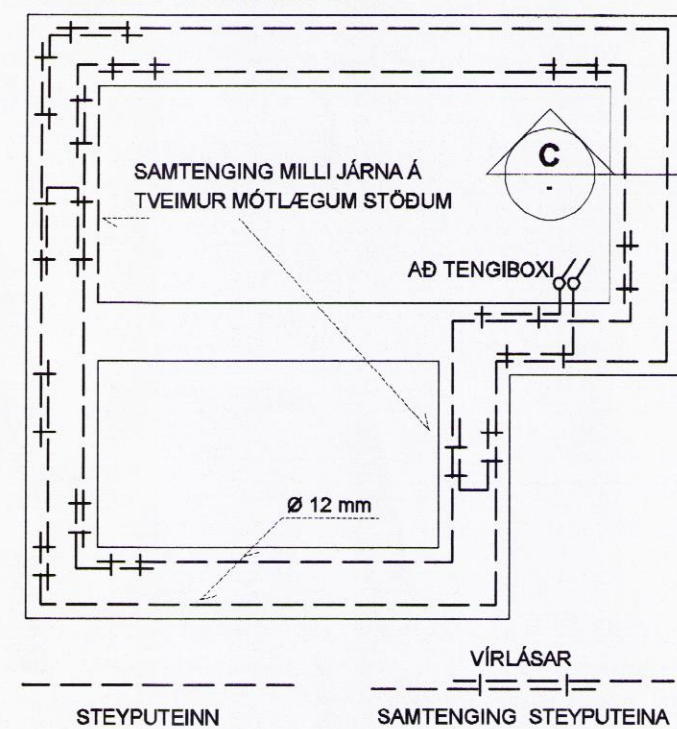 SAMTENGING MILLI JÁRNA Á
TVEIMUR MÓTLÆGUM STÖÐUM
C
-
AÐ TENGIBOXI
Ø 12 mm
VÍRLÁSAR
STEYPUTEINN
SAMTENGING STEYPUTEINA